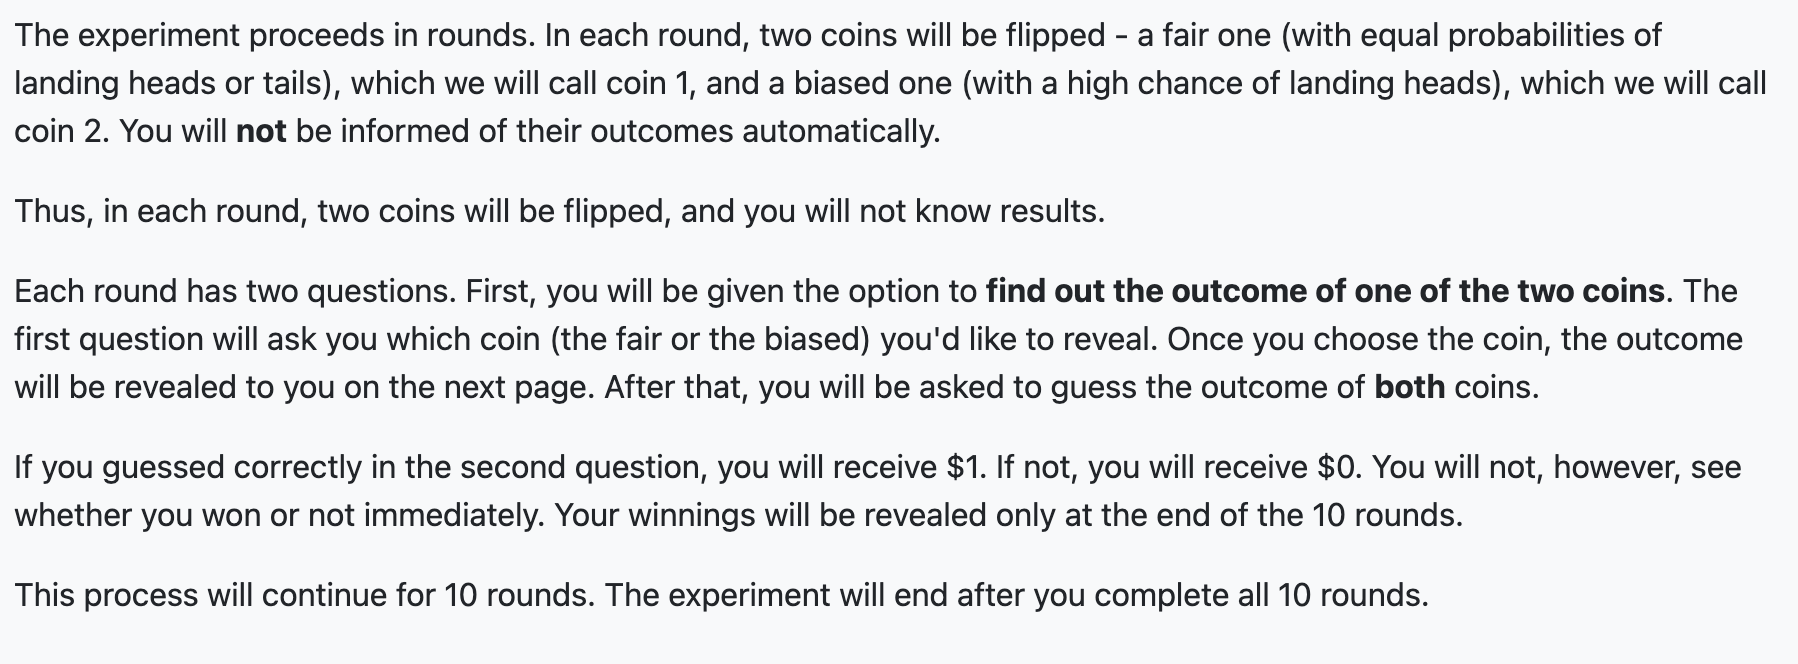 The experiment proceeds in rounds. In each round, two coins will be flipped - a fair one (with equal probabilities of
landing heads or tails), which we will call coin 1, and a biased one (with a high chance of landing heads), which we will call
coin 2. You will not be informed of their outcomes automatically.
Thus, in each round, two coins will be flipped, and you will not know results.
Each round has two questions. First, you will be given the option to find out the outcome of one of the two coins. The
first question will ask you which coin (the fair or the biased) you'd like to reveal. Once you choose the coin, the outcome
will be revealed to you on the next page. After that, you will be asked to guess the outcome of both coins.
If you guessed correctly in the second question, you will receive $1. If not, you will receive $0. You will not, however, see
whether you won or not immediately. Your winnings will be revealed only at the end of the 10 rounds.
This process will continue for 10 rounds. The experiment will end after you complete all 10 rounds.